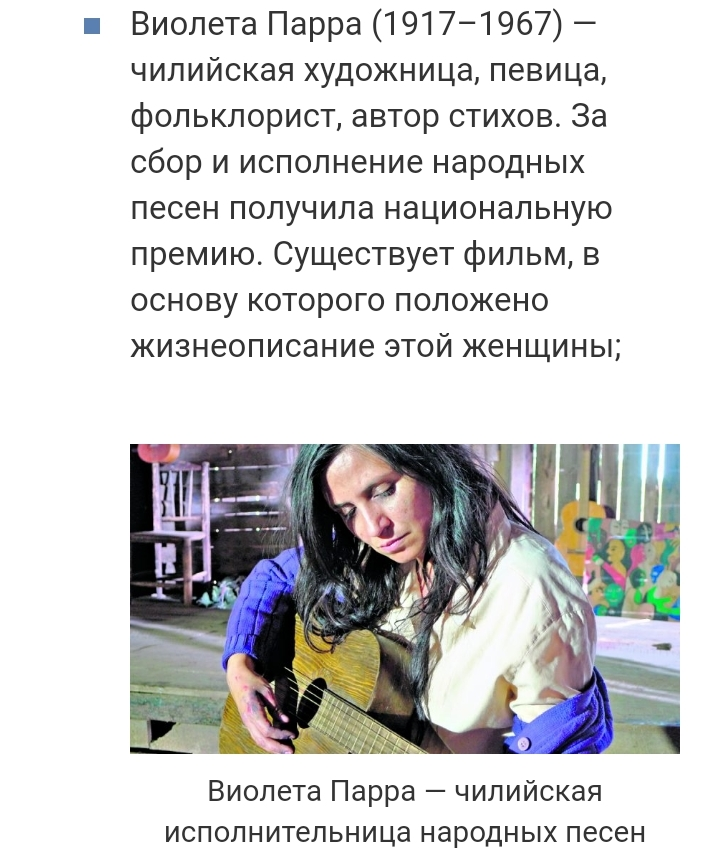 Виолета Парра (1917–1967) —
чилийская художница, певица,
фольклорист, автор стихов. За
сбор и исполнение народных
песен получила национальную
премию. Существует фильм, в
основу которого положено
жизнеописание этой женщины;
Виолета Парра — чилийская
исполнительница народных песен